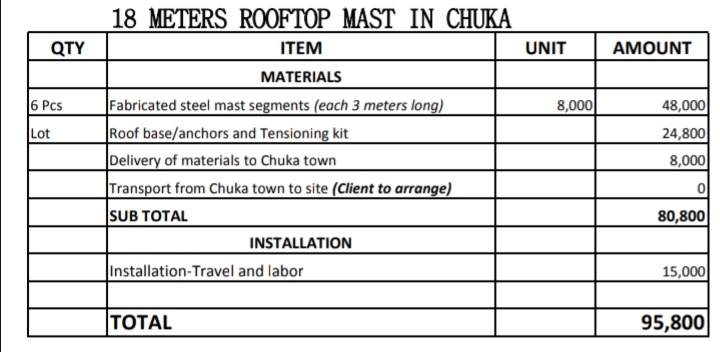 18 METERS ROOFTOP MAST IN CHUKA
QTY ITEM UNIT AMOUNT
MATERIALS
6 Pcs Fabricated steel mast segments (each 3 meters long) 8,000 48,000
Lot Roof base/anchors and Tensioning kit 24,800
Delivery of materials to Chuka town 8,000
Transport from Chuka town to site (Client to arrange) 0
SUB TOTAL 80,800
INSTALLATION
Installation-Travel and labor 15,000
TOTAL 95,800